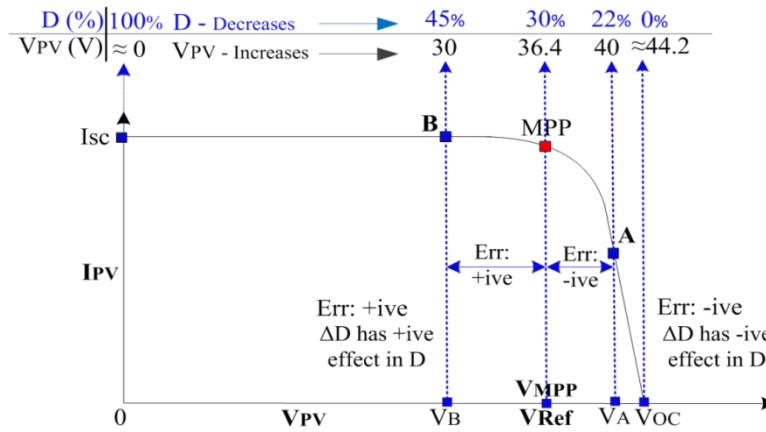 D (%) 100% D - Decreases 45% 30% 22% 0%
VPV (V) ≈ 0 VPV - Increases 30 36.4 40 ≈44.2
Isc B MPP
A
Err: +ive Err: -ive
IPV
Err: +ive
ΔD has +ive
effect in D
Err: -ive
ΔD has -ive
effect in D
VMPP
0 VPV VB VRef VA VOC